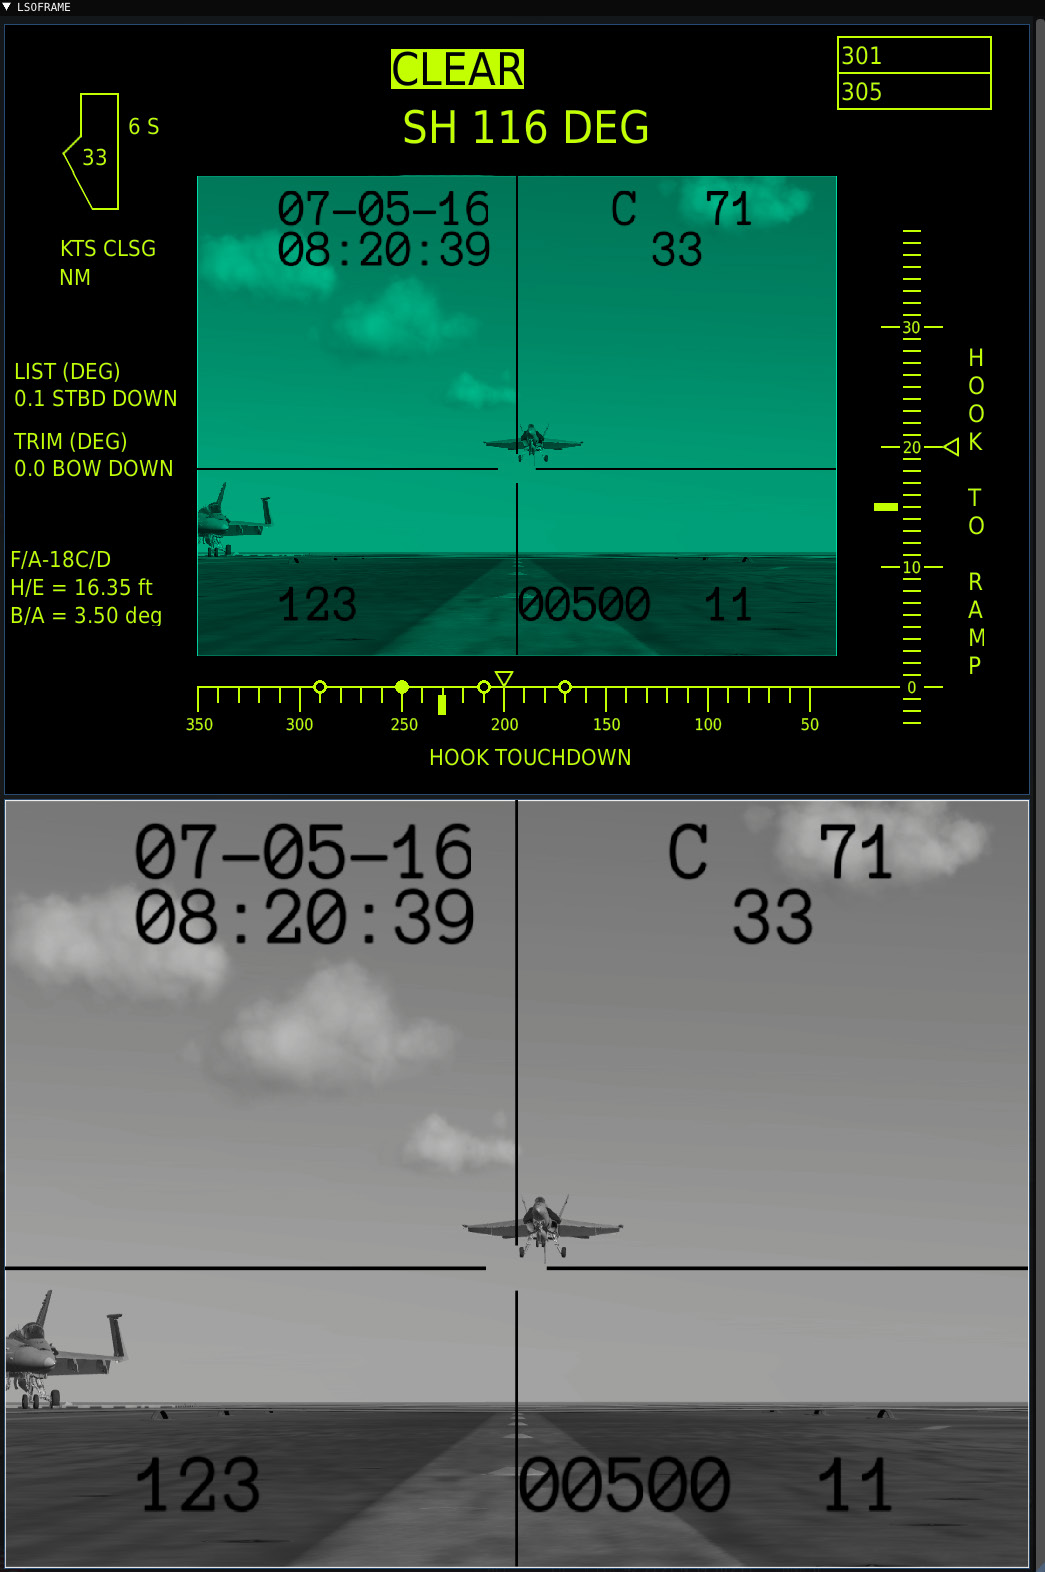 LSOFRAME
CLEAR
SH 116 DEG
301
305
6 S
33
KTS CLSG
NM
LIST (DEG)
0.1 STBD DOWN
TRIM (DEG)
0.0 BOW DOWN
F/A-18C/D
H/E = 16.35 ft
B/A = 3.50 deg
07-05-16
08:20:39
C 71
33
123
00500 11
30
20
10
0
HOOK TO RAMP
350 300 250 200 150 100 50
HOOK TOUCHDOWN
07-05-16
08:20:39
C 71
33
123
00500 11